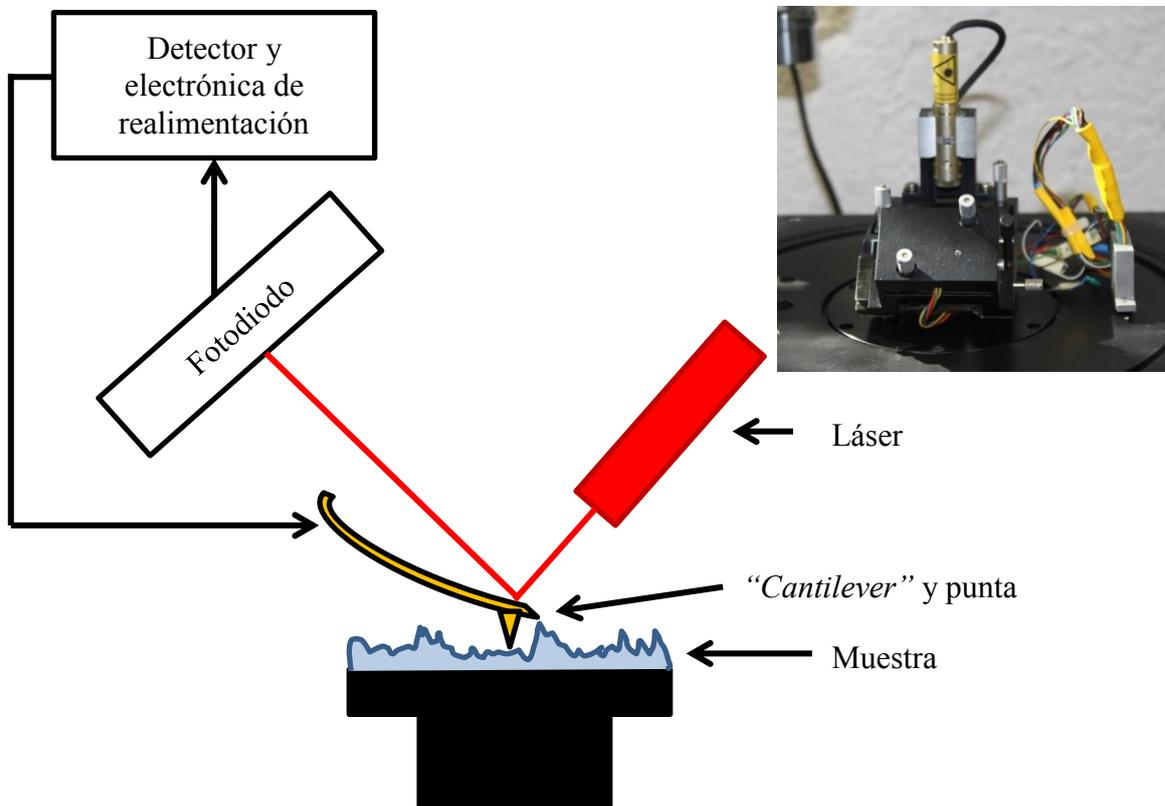 Detector y
electrónica de
realimentación
Fotodiodo
Láser
“Cantilever” y punta
Muestra